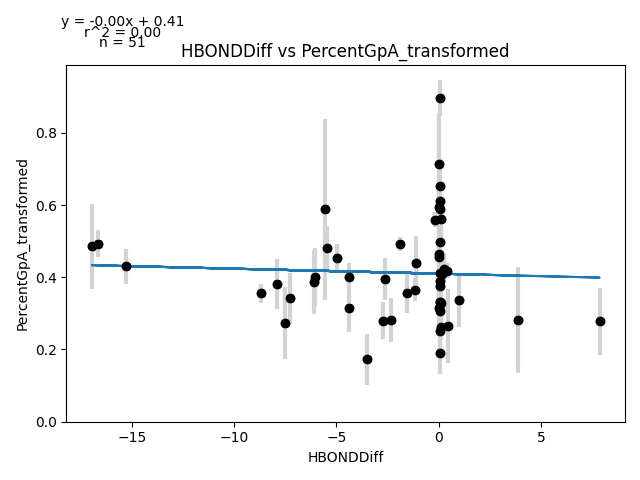 y = -0.00x + 0.41
r^2 = 0.00
n = 51
HBONDDiff vs PercentGpA_transformed
PercentGpA_transformed
0.8
0.6
0.4
0.2
0.0
−15
−10
−5
0
5
HBONDDiff